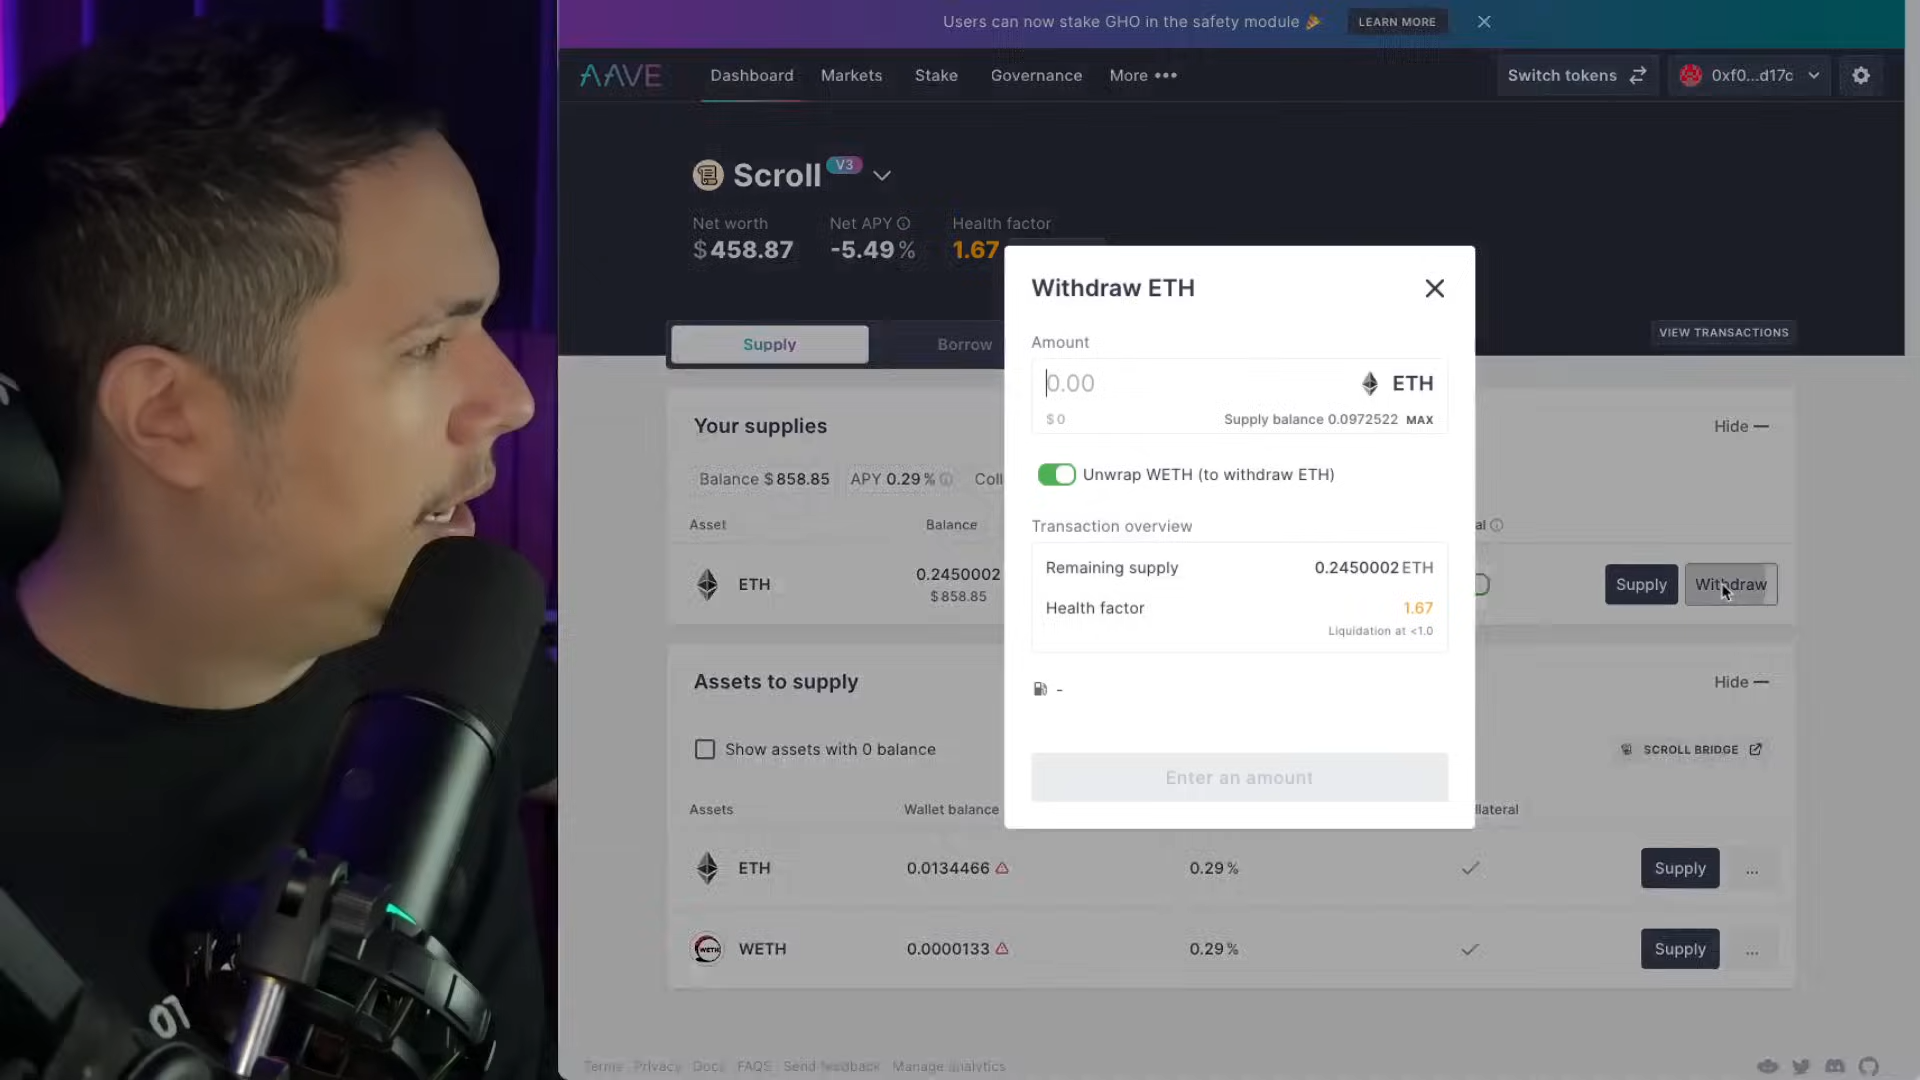 Users can now stake GHO in the safety module 🎉 LEARN MORE
AAVE Dashboard Markets Stake Governance More ••• Switch tokens 0xf0...d17c
Scroll V3
Net worth Net APY Health factor
$458.87 -5.49% 1.67
Withdraw ETH
Amount
0.00 ETH
$0 Supply balance 0.0972522 MAX
Unwrap WETH (to withdraw ETH)
Transaction overview
Remaining supply 0.2450002 ETH
Health factor 1.67
Liquidation at <1.0
-
Enter an amount
Supply Borrow VIEW TRANSACTIONS
Your supplies Hide —
Balance $858.85 APY 0.29% Coll
Asset Balance al
ETH 0.2450002 Supply Withdraw
$858.85
Assets to supply Hide —
Show assets with 0 balance SCROLL BRIDGE
Assets Wallet balance llateral
ETH 0.0134466 0.29% Supply ...
WETH WETH 0.0000133 0.29% Supply ...
Terms Privacy Docs FAQS Send feedback Manage analytics